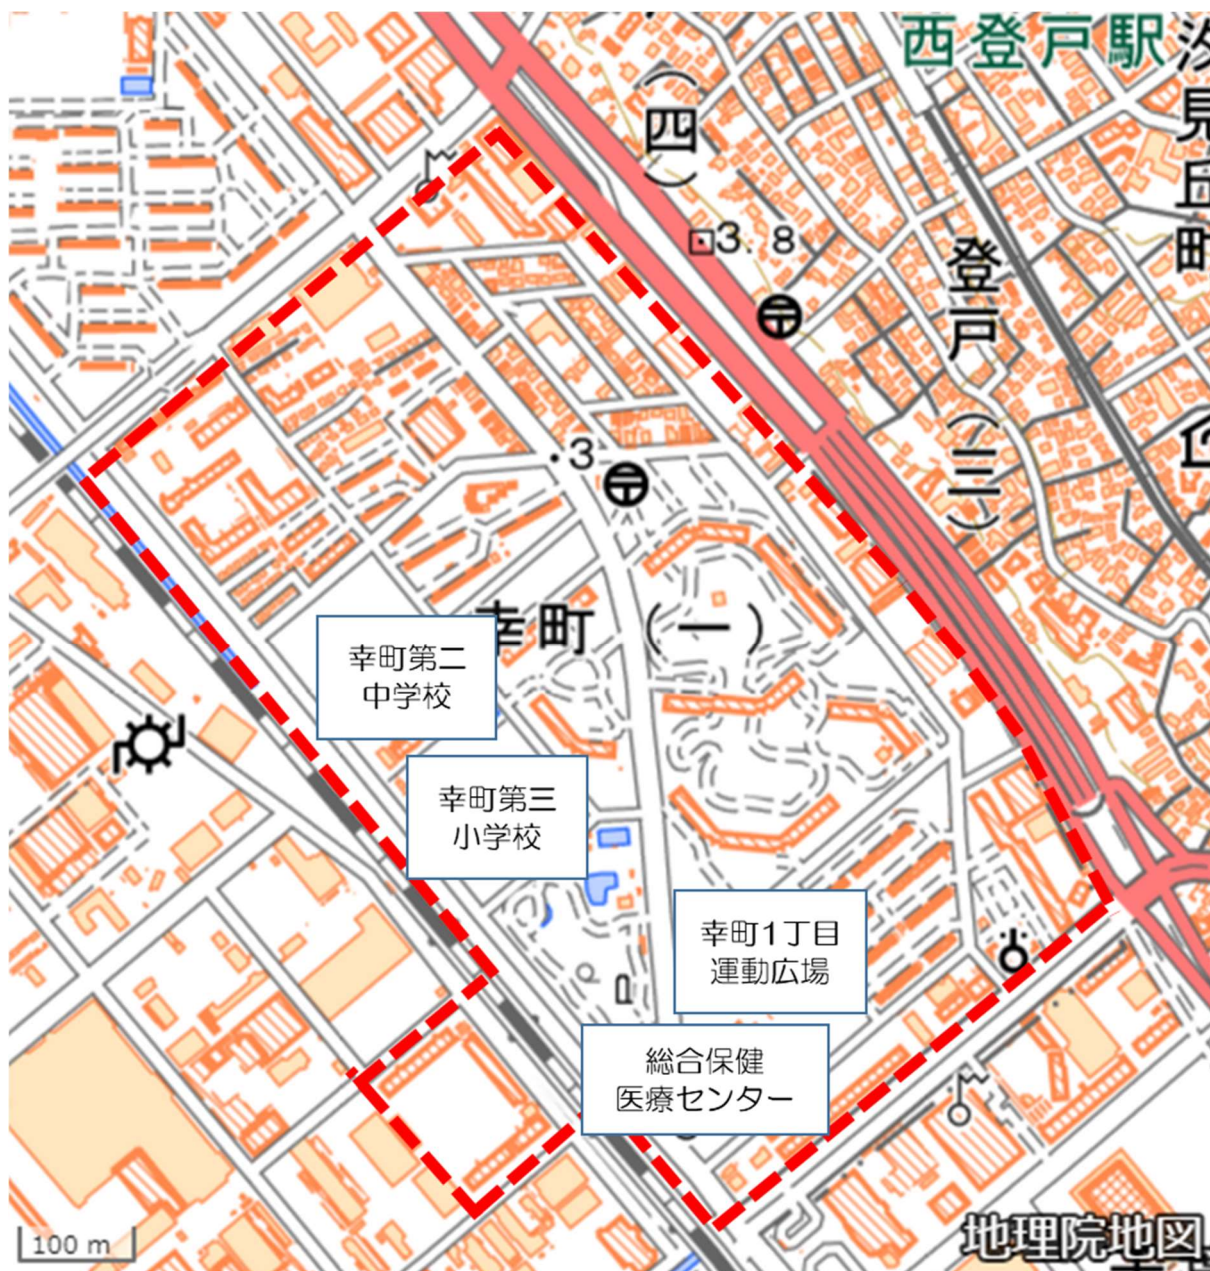 西登戸駅
汐見丘町
(四)
3.8
登戸(三)
3
幸町(一)
幸町第二
中学校
幸町第三
小学校
幸町1丁目
運動広場
総合保健
医療センター
100 m
地理院地図